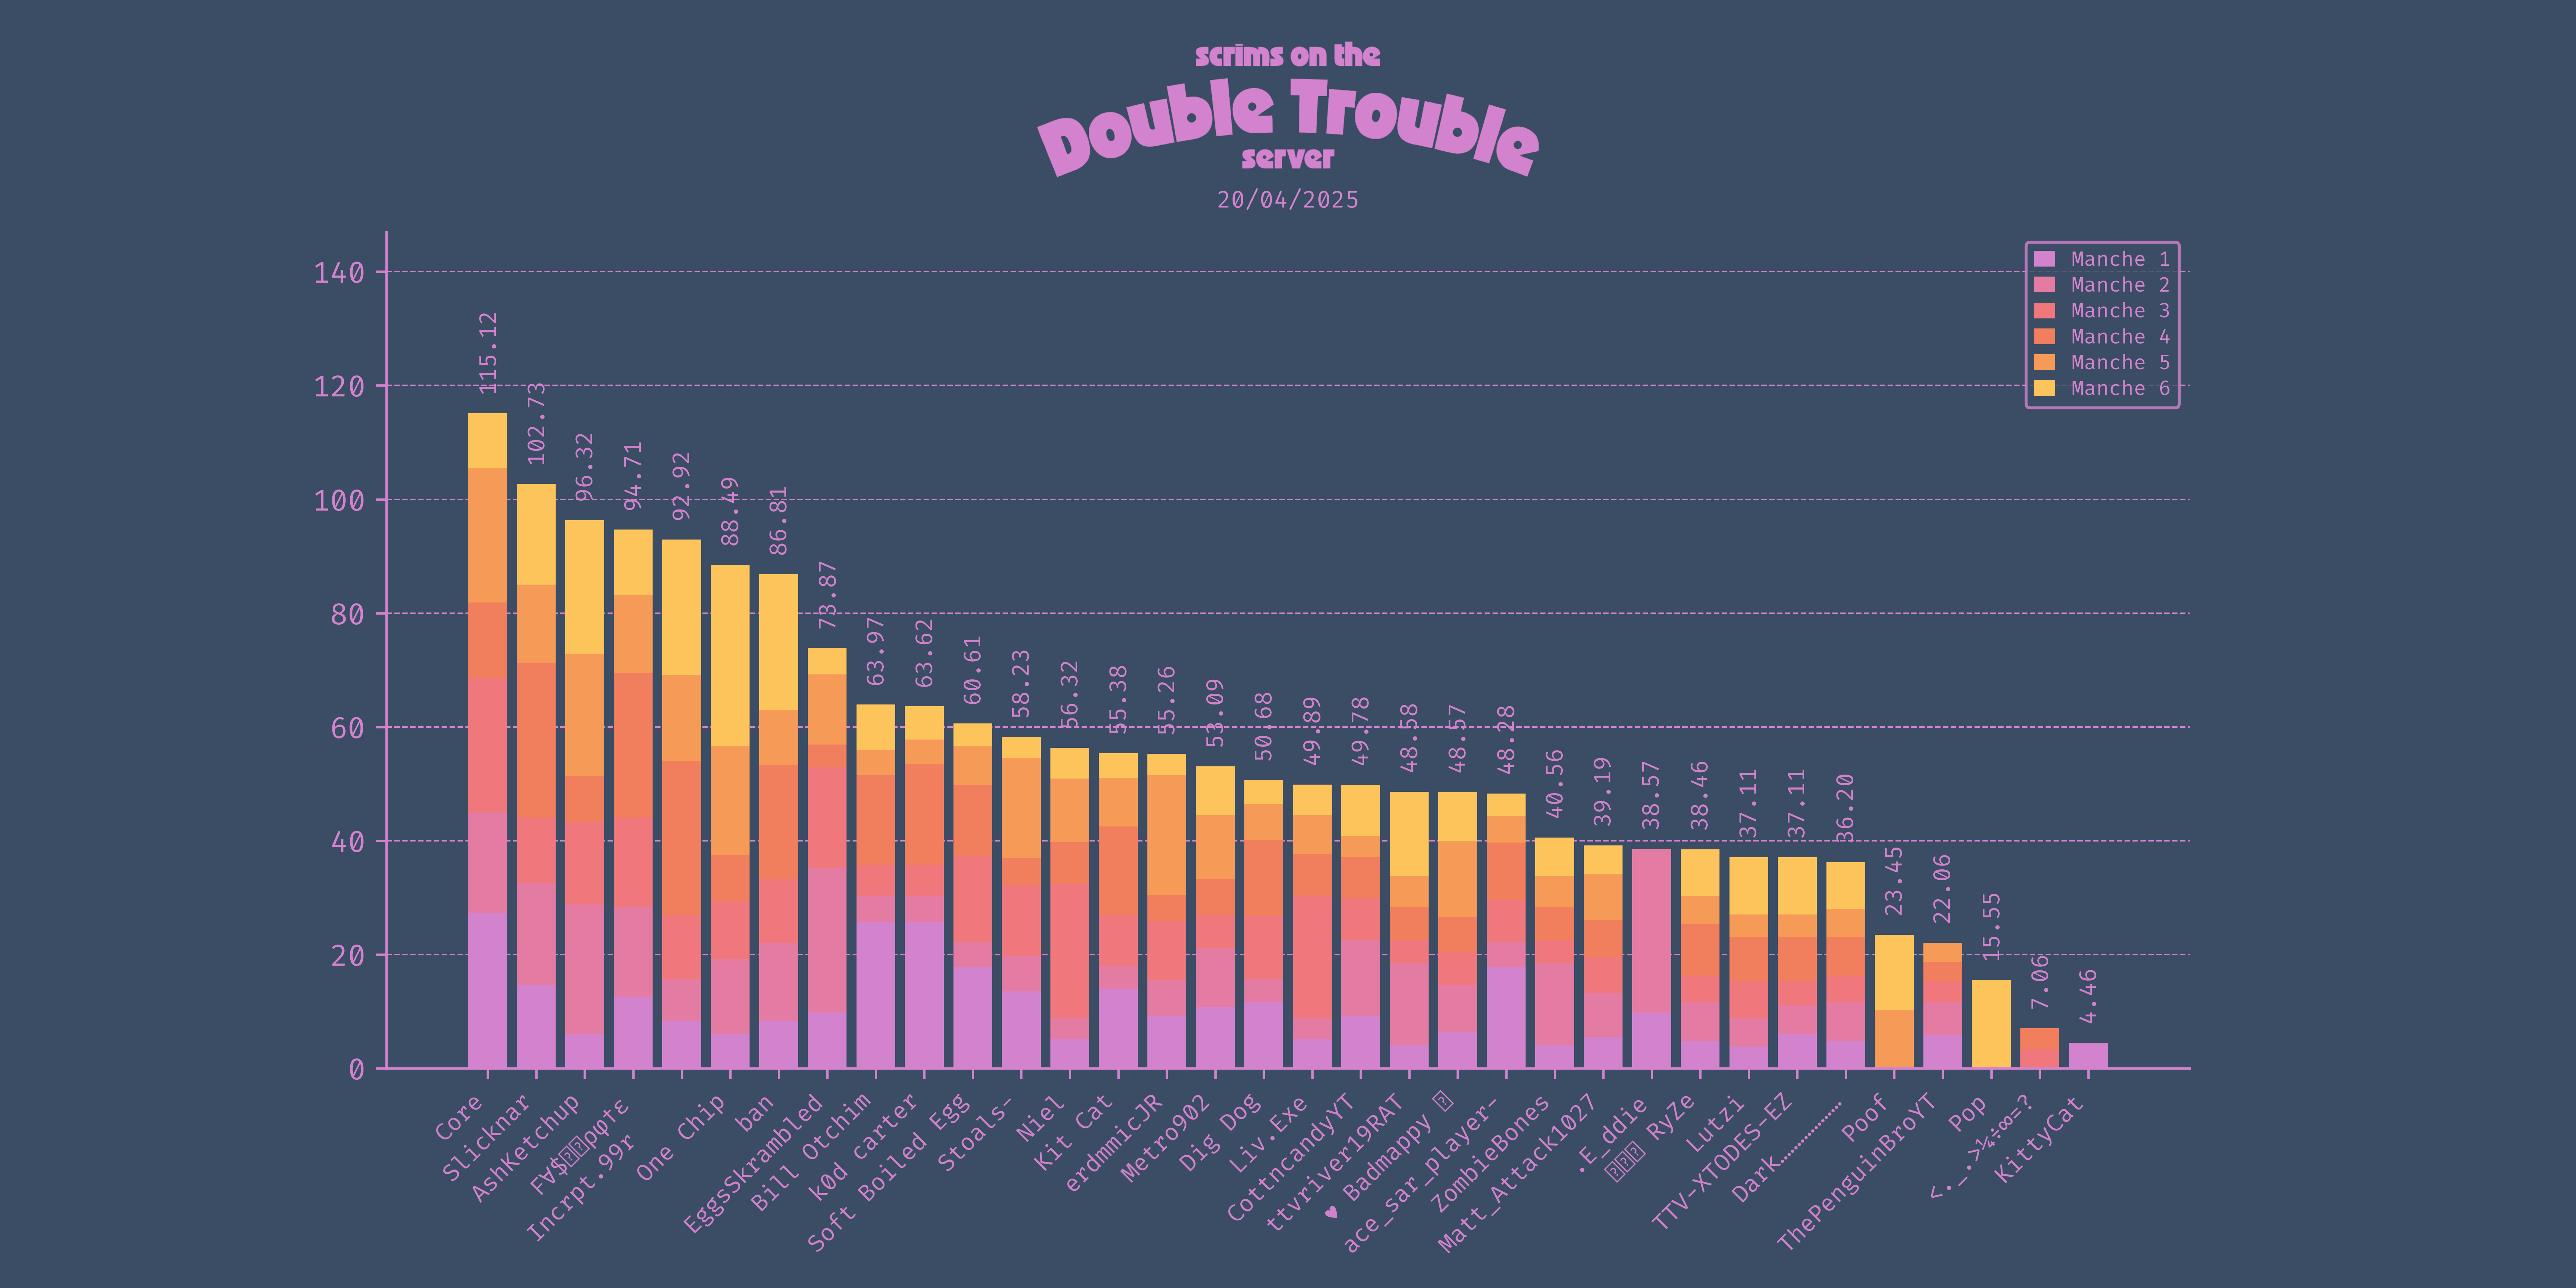 scrims on the
Double Trouble
server
20/04/2025
140
120
100
80
60
40
20
0
Manche 1
Manche 2
Manche 3
Manche 4
Manche 5
Manche 6
115.12
102.73
96.32
94.71
92.92
88.49
86.81
73.87
63.97
63.62
60.61
58.23
56.32
55.38
55.26
53.09
50.68
49.89
49.78
48.58
48.57
48.28
40.56
39.19
38.57
38.46
37.11
37.11
36.20
23.45
22.06
15.55
7.06
4.46
Core
Slicknar
AshKetchup
Incrpt.99r
One Chip
ban
EggsSkrambled
Bill Otchim
k0d carter
Soft Boiled Egg
Stoals-
Niel
Kit Cat
erdmmicJR
Metro902
Dig Dog
Liv.Exe
CottncandyYT
ttvriver19RAT
♥ Badmappy
ace_sar_player-
ZombieBones
Matt_Attack1027
.E_ddie
RyZe
Lutzi
TTV-XTODES-EZ
Dark……………
Poof
ThePenguinBroYT
Pop
<._.>¼÷∞=?
KittyCat